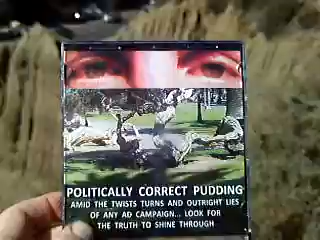 POLITICALLY CORRECT PUDDING
AMID THE TWISTS TURNS AND OUTRIGHT LIES
OF ANY AD CAMPAIGN... LOOK FOR
THE TRUTH TO SHINE THROUGH